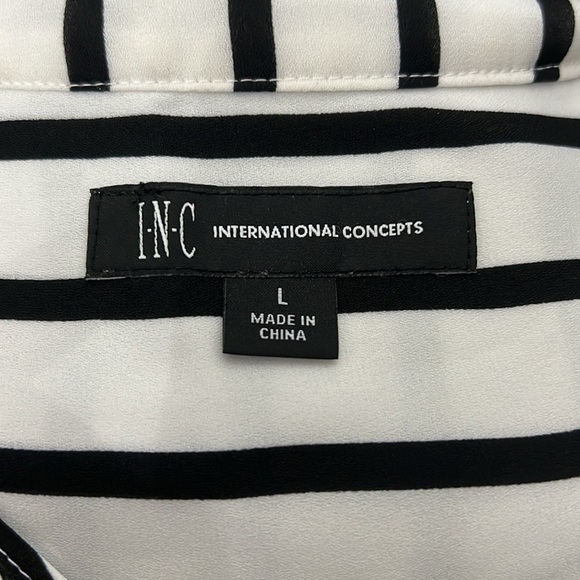 I·N·C INTERNATIONAL CONCEPTS
L
MADE IN
CHINA